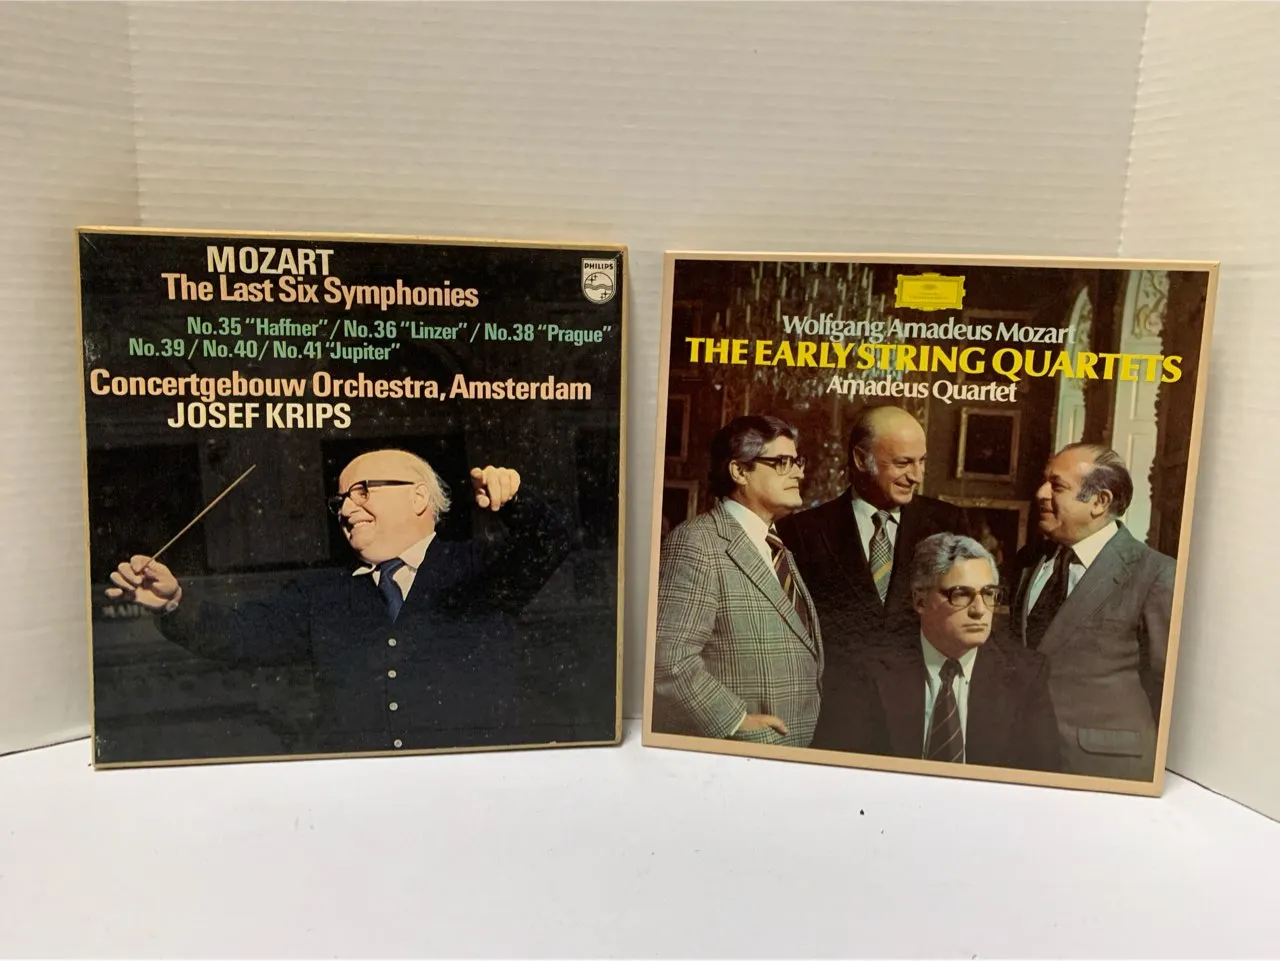 MOZART
The Last Six Symphonies
No.35 “Haffner” / No.36 “Linzer” / No.38 “Prague”
No.39 / No.40 / No.41 “Jupiter”
Concertgebouw Orchestra, Amsterdam
JOSEF KRIPS
PHILIPS
Wolfgang Amadeus Mozart
THE EARLY STRING QUARTETS
Amadeus Quartet